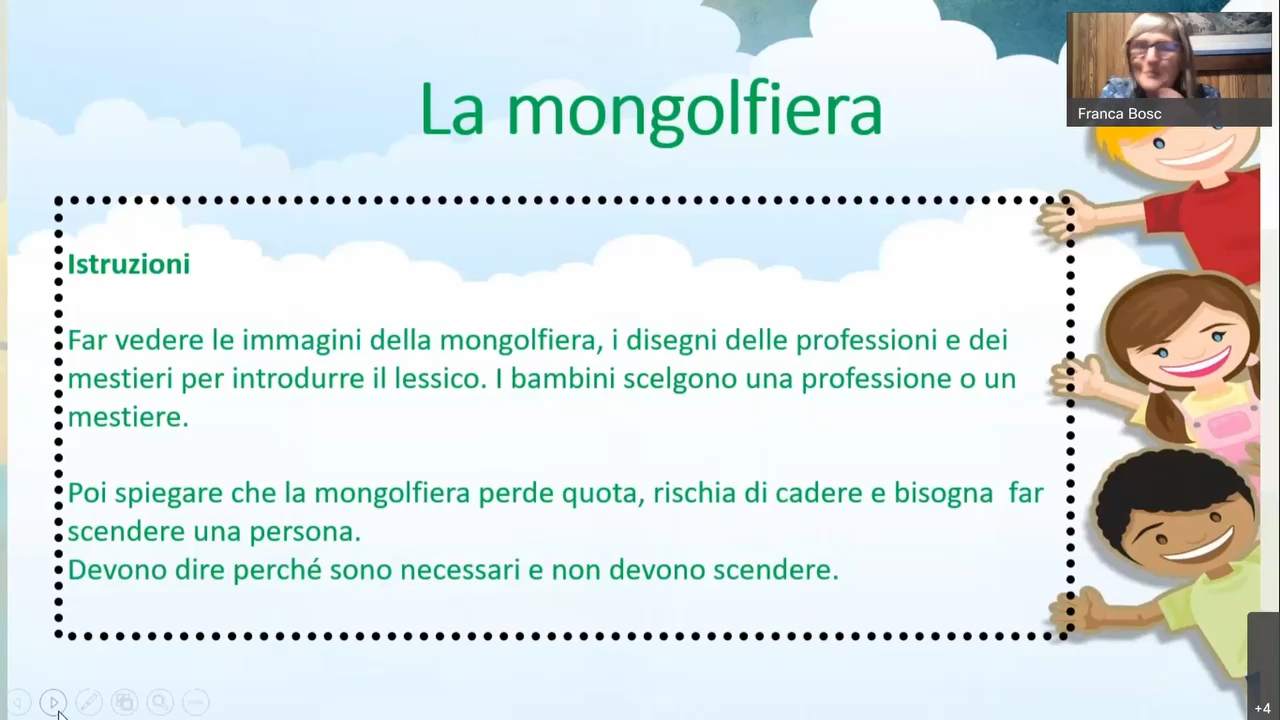 La mongolfiera
Franca Bosc
Istruzioni
Far vedere le immagini della mongolfiera, i disegni delle professioni e dei
mestieri per introdurre il lessico. I bambini scelgono una professione o un
mestiere.
Poi spiegare che la mongolfiera perde quota, rischia di cadere e bisogna  far
scendere una persona.
Devono dire perché sono necessari e non devono scendere.
+4